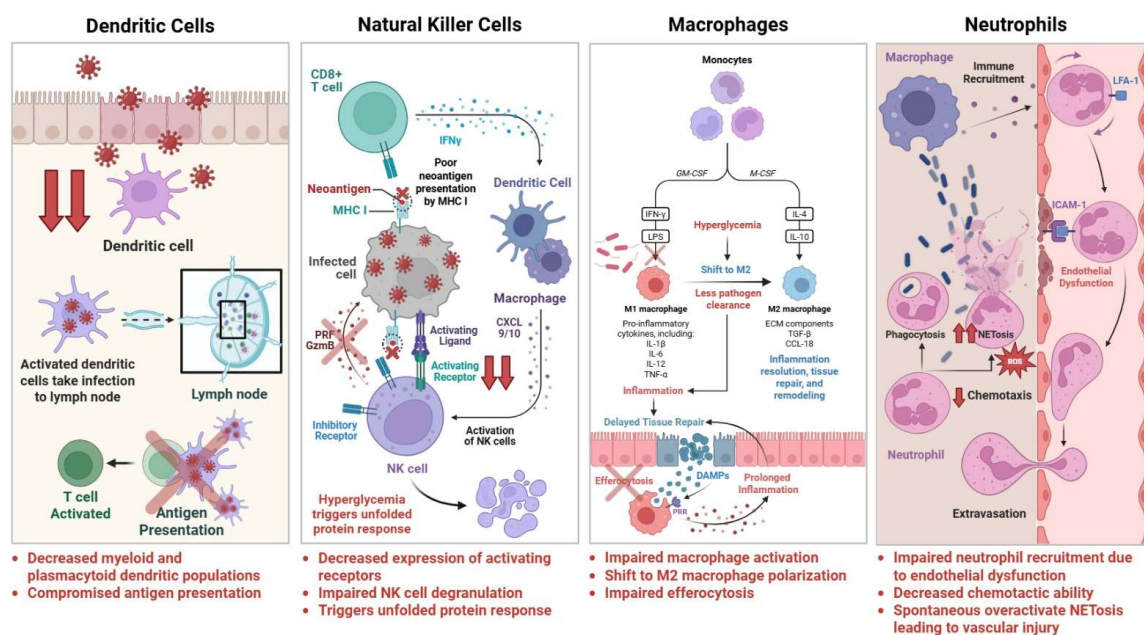 Dendritic Cells
Dendritic cell
Activated dendritic
cells take infection
to lymph node
Lymph node
T cell
Activated
Antigen
Presentation
• Decreased myeloid and
plasmacytoid dendritic populations
• Compromised antigen presentation
Natural Killer Cells
CD8+
T cell
IFNγ
Poor
neoantigen
presentation
by MHC I
Neoantigen
MHC I
Dendritic Cell
Infected
cell
Macrophage
PRF
GzmB
Activating
Ligand
CXCL
9/10
Activating
Receptor
Inhibitory
Receptor
Activation
of NK cells
NK cell
Hyperglycemia
triggers unfolded
protein response
• Decreased expression of activating
receptors
• Impaired NK cell degranulation
• Triggers unfolded protein response
Macrophages
Monocytes
GM-CSF
M-CSF
IFN-γ
LPS
Hyperglycemia
IL-4
IL-10
Shift to M2
Less pathogen
clearance
M1 macrophage
M2 macrophage
Pro-inflammatory
cytokines, including:
IL-1β
IL-6
IL-12
TNF-α
ECM components
TGF-β
CCL-18
Inflammation
resolution, tissue
repair, and
remodeling
Inflammation
Delayed Tissue Repair
Efferocytosis
DAMPs
PRR
Prolonged
Inflammation
• Impaired macrophage activation
• Shift to M2 macrophage polarization
• Impaired efferocytosis
Neutrophils
Macrophage
Immune
Recruitment
LFA-1
ICAM-1
Endothelial
Dysfunction
Phagocytosis
NETosis
ROS
Chemotaxis
Neutrophil
Extravasation
• Impaired neutrophil recruitment due
to endothelial dysfunction
• Decreased chemotactic ability
• Spontaneous overactivate NETosis
leading to vascular injury